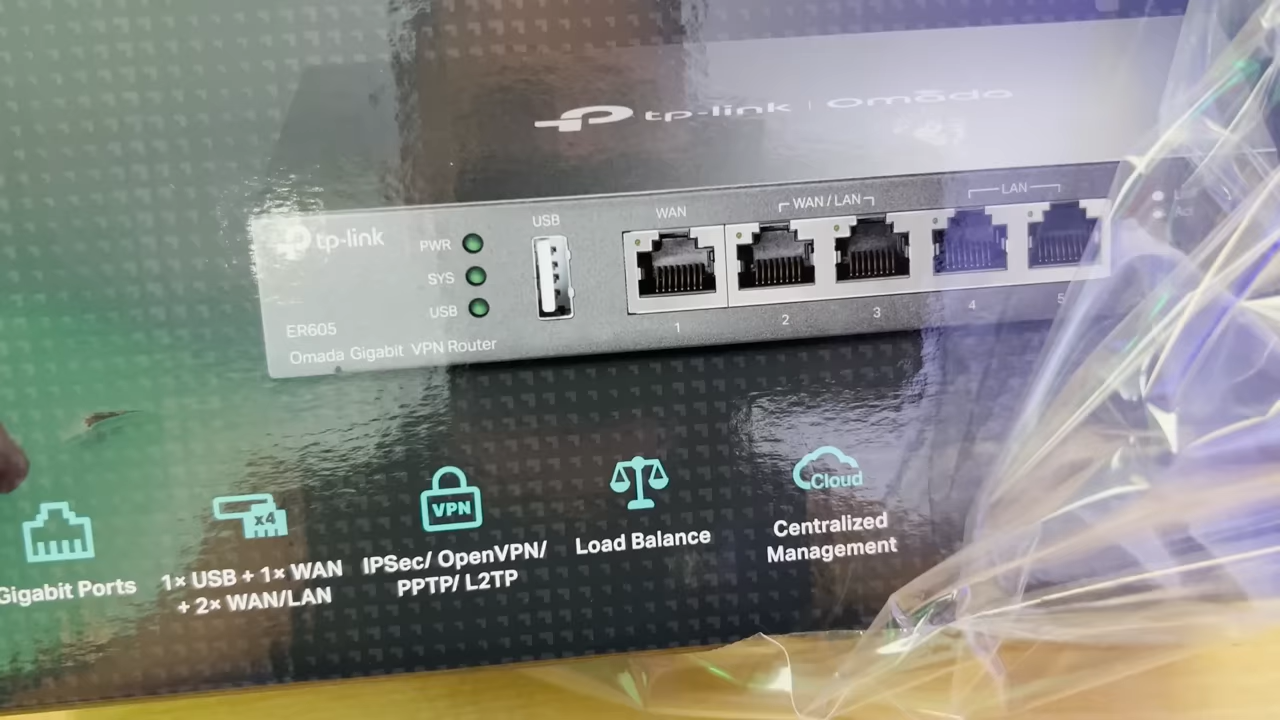 tp-link | omada
tp-link
PWR
SYS
USB
USB
WAN
WAN / LAN
LAN
1
2
3
4
5
ER605
Omada Gigabit VPN Router
x4
VPN
Cloud
Gigabit Ports
1× USB + 1× WAN
+ 2× WAN/LAN
IPSec/ OpenVPN/
PPTP/ L2TP
Load Balance
Centralized
Management